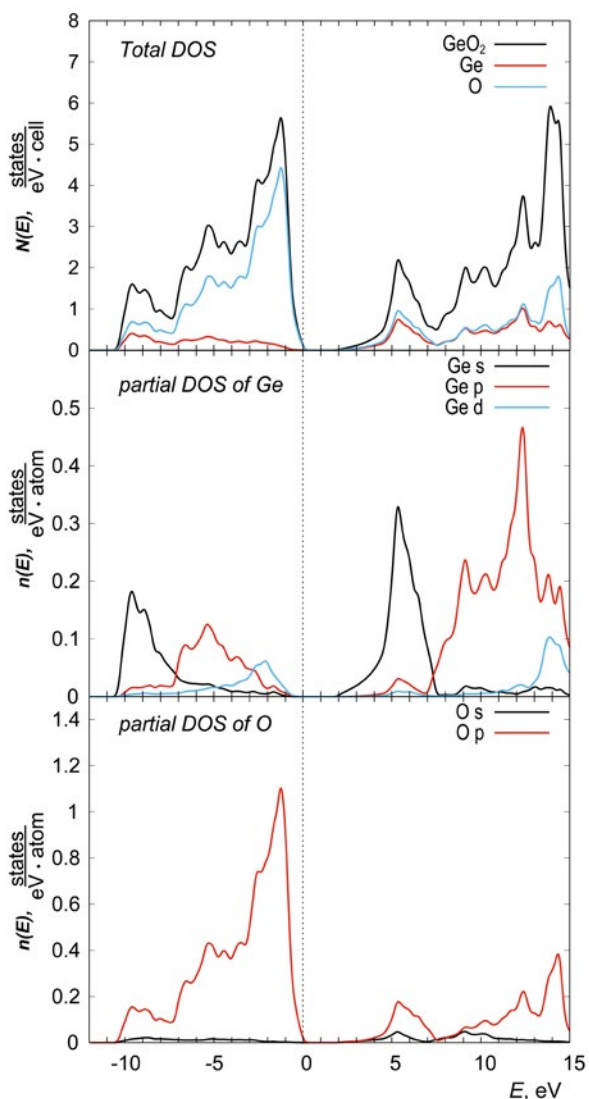 Total DOS
GeO₂
Ge
O
8
7
6
5
4
3
2
1
0
N(E), states
eV · cell
partial DOS of Ge
Ge s
Ge p
Ge d
0.5
0.4
0.3
0.2
0.1
0
n(E), states
eV · atom
partial DOS of O
O s
O p
1.4
1.2
1
0.8
0.6
0.4
0.2
0
n(E), states
eV · atom
-10 -5 0 5 10 15
E, eV